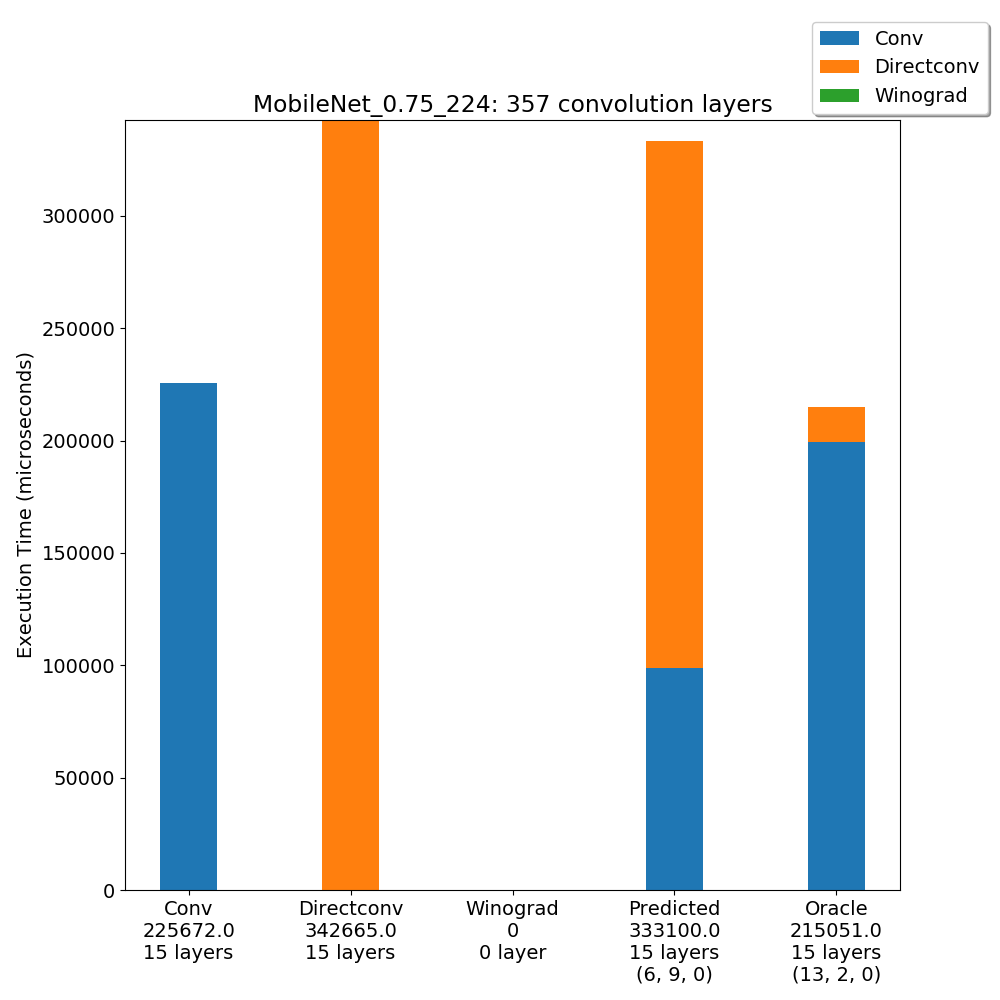 Conv
Directconv
Winograd
MobileNet_0.75_224: 357 convolution layers
Execution Time (microseconds)
300000
250000
200000
150000
100000
50000
0
Conv
225672.0
15 layers
Directconv
342665.0
15 layers
Winograd
0
0 layer
Predicted
333100.0
15 layers
(6, 9, 0)
Oracle
215051.0
15 layers
(13, 2, 0)